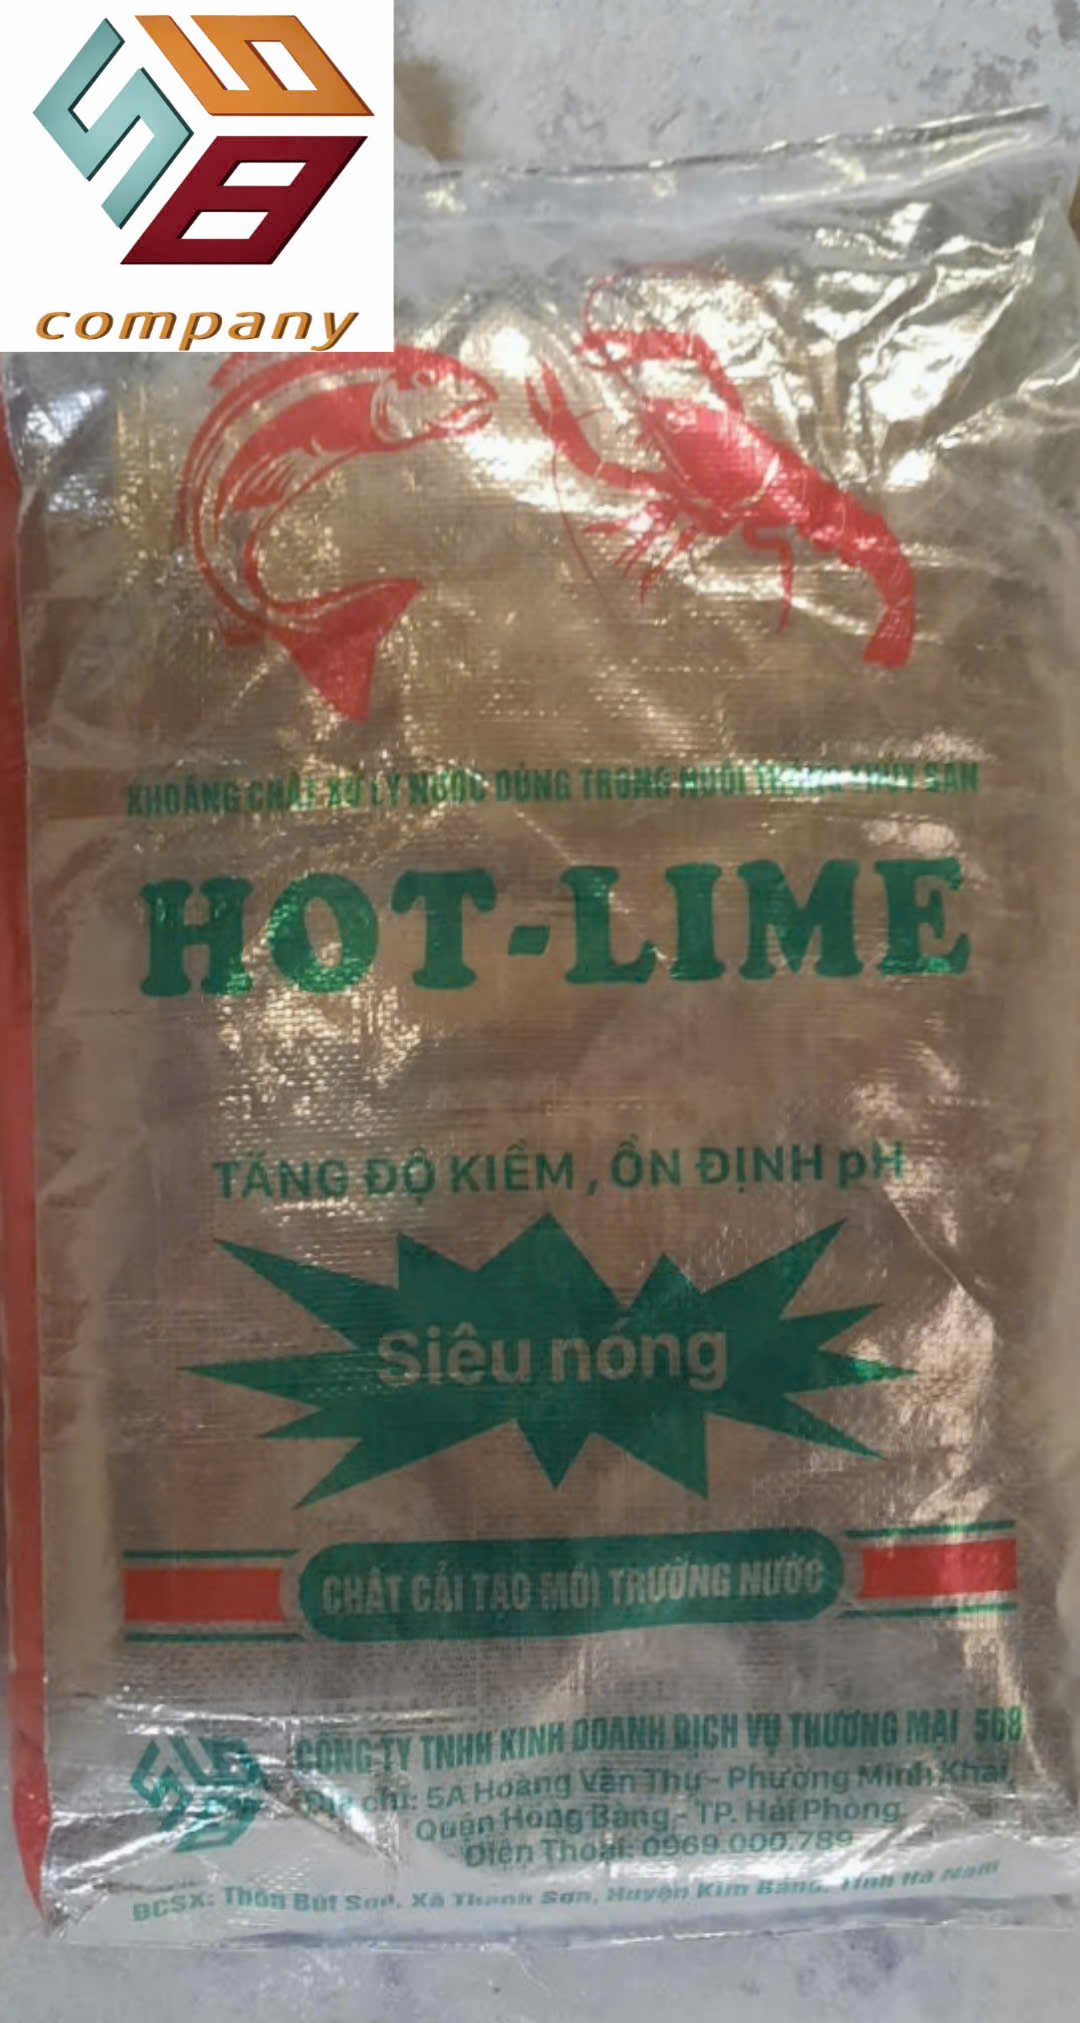 568
company
KHOÁNG CHẤT XỬ LÝ NƯỚC DÙNG TRONG NUÔI TRỒNG THỦY SẢN
HOT-LIME
TĂNG ĐỘ KIỀM , ỔN ĐỊNH pH
Siêu nóng
CHẤT CẢI TẠO MÔI TRƯỜNG NƯỚC
568
CÔNG TY TNHH KINH DOANH DỊCH VỤ THƯƠNG MẠI 568
Địa chỉ: 5A Hoàng Văn Thụ - Phường Minh Khai
Quận Hồng Bàng - TP. Hải Phòng
Điện Thoại: 0969.000.789
ĐCSX: Thôn Bút Sơn, Xã Thanh Sơn, Huyện Kim Bảng, Tỉnh Hà Nam